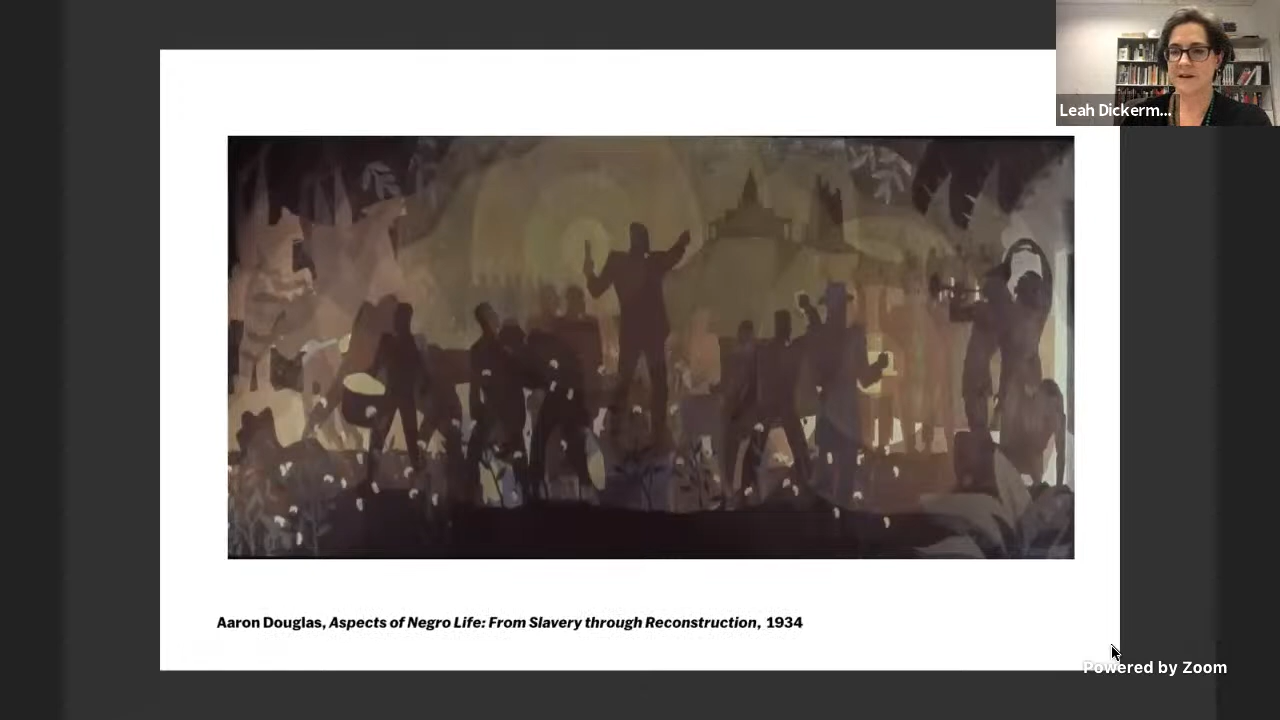 Leah Dickerm...
Aaron Douglas, Aspects of Negro Life: From Slavery through Reconstruction, 1934
Powered by Zoom